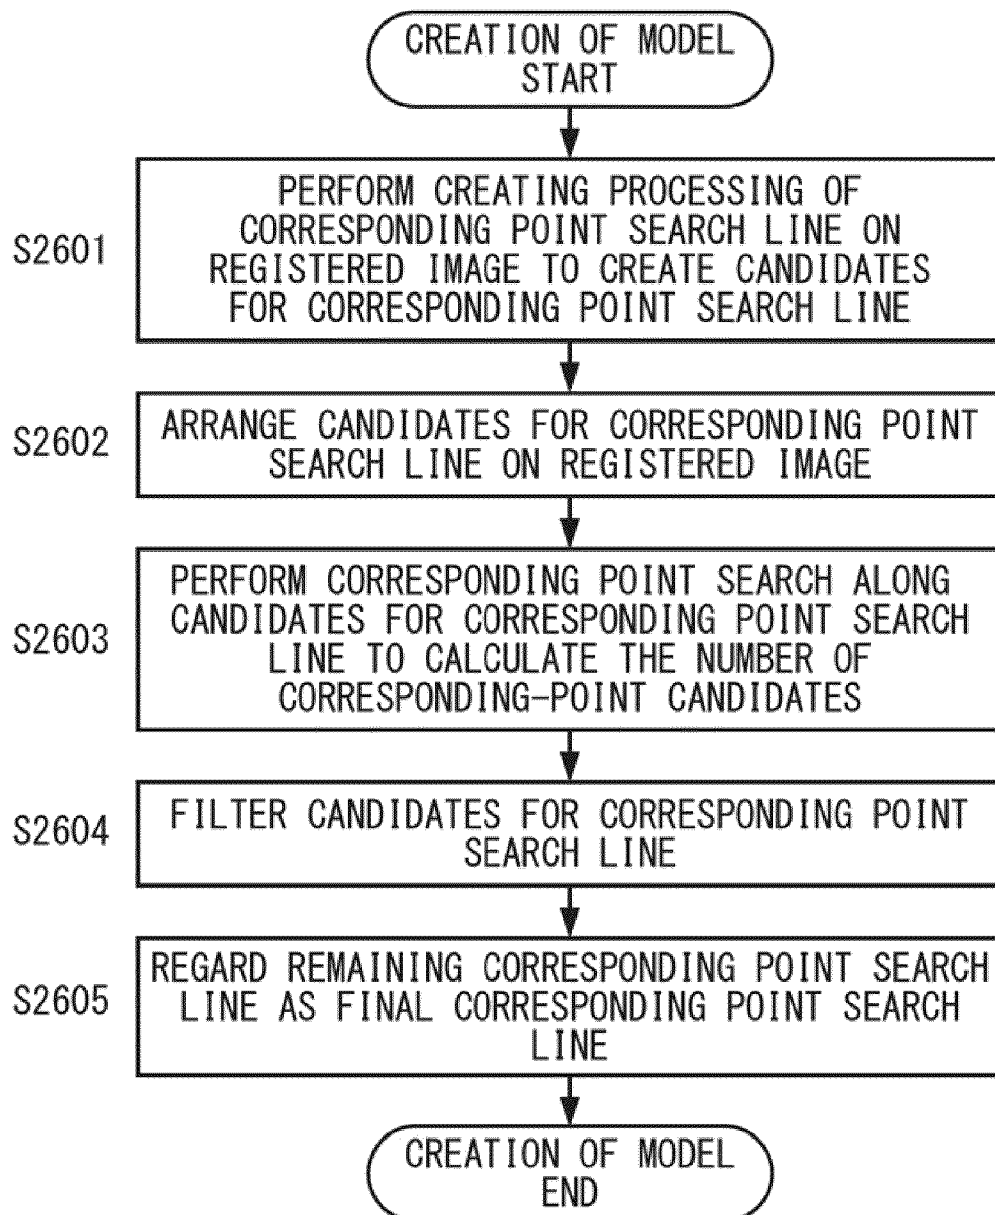 CREATION OF MODEL
START
S2601
PERFORM CREATING PROCESSING OF
CORRESPONDING POINT SEARCH LINE ON
REGISTERED IMAGE TO CREATE CANDIDATES
FOR CORRESPONDING POINT SEARCH LINE
S2602
ARRANGE CANDIDATES FOR CORRESPONDING POINT
SEARCH LINE ON REGISTERED IMAGE
S2603
PERFORM CORRESPONDING POINT SEARCH ALONG
CANDIDATES FOR CORRESPONDING POINT SEARCH
LINE TO CALCULATE THE NUMBER OF
CORRESPONDING-POINT CANDIDATES
S2604
FILTER CANDIDATES FOR CORRESPONDING POINT
SEARCH LINE
S2605
REGARD REMAINING CORRESPONDING POINT SEARCH
LINE AS FINAL CORRESPONDING POINT SEARCH
LINE
CREATION OF MODEL
END